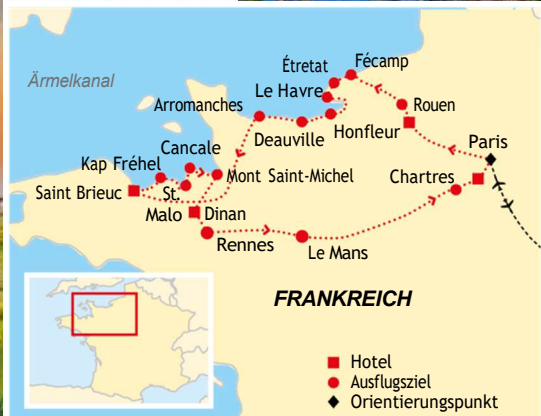 Fécamp
Étretat
Ärmelkanal
Le Havre
Rouen
Arromanches
Honfleur
Deauville
Paris
Cancale
Kap Fréhel
Mont Saint-Michel
Chartres
Saint Brieuc
St.
Malo
Dinan
Rennes
Le Mans
FRANKREICH
Hotel
Ausflugsziel
Orientierungspunkt